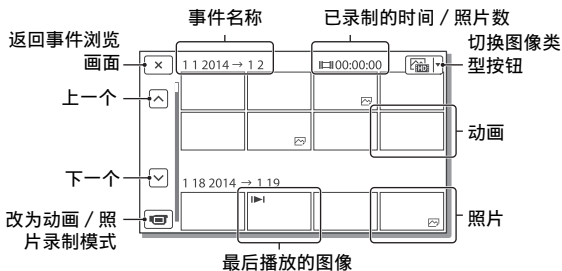 事件名称
已录制的时间 / 照片数
返回事件浏览
画面
切换图像类
型按钮
1 1 2014 → 1 2
00:00:00
上一个
动画
下一个
1 18 2014 → 1 19
改为动画 / 照
片录制模式
照片
最后播放的图像